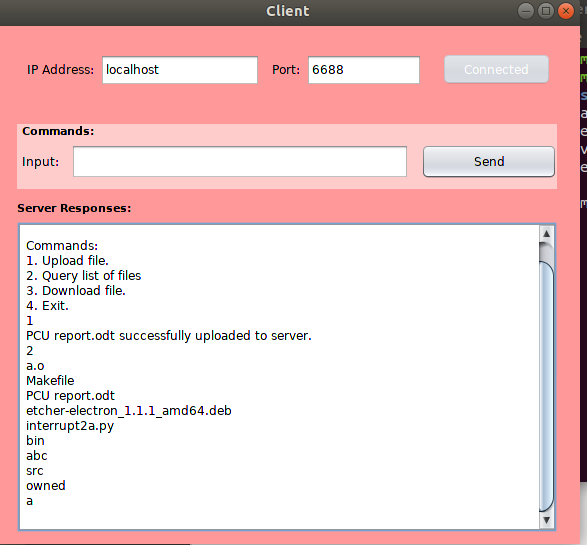 Client
IP Address: localhost Port: 6688 Connected
Commands:
Input: Send
Server Responses:
Commands:
1. Upload file.
2. Query list of files
3. Download file.
4. Exit.
1
PCU report.odt successfully uploaded to server.
2
a.o
Makefile
PCU report.odt
etcher-electron_1.1.1_amd64.deb
interrupt2a.py
bin
abc
src
owned
a